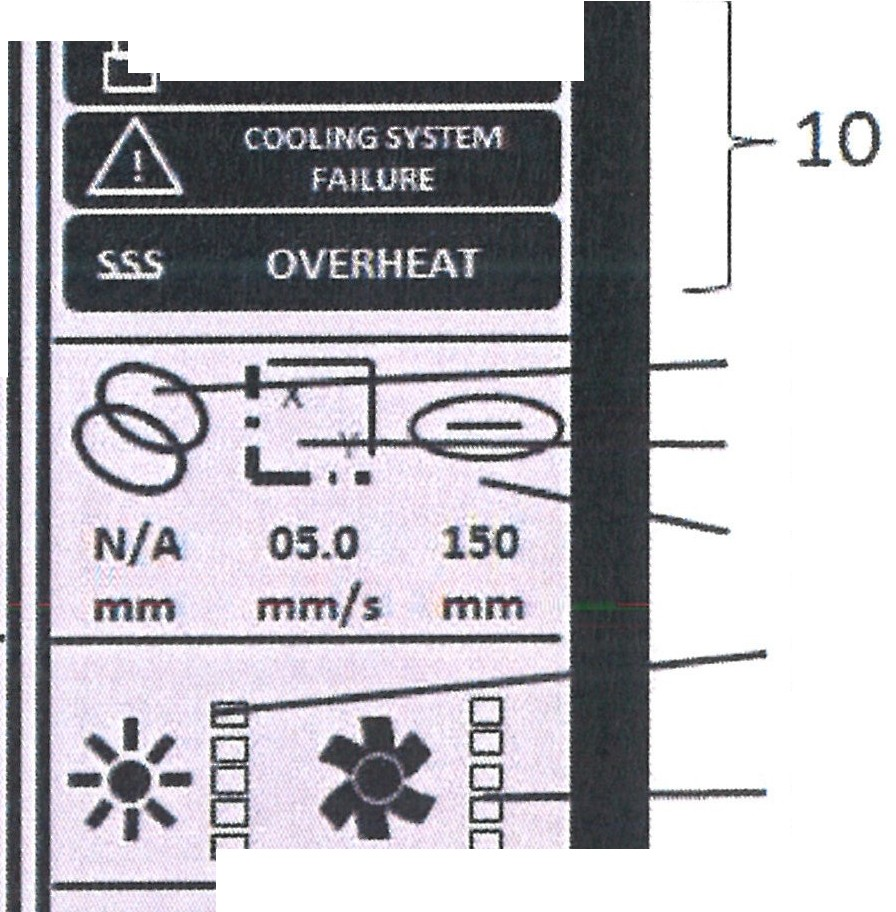 10
! COOLING SYSTEM
FAILURE
SSS OVERHEAT
X
Y
N/A 05.0 150
mm mm/s mm